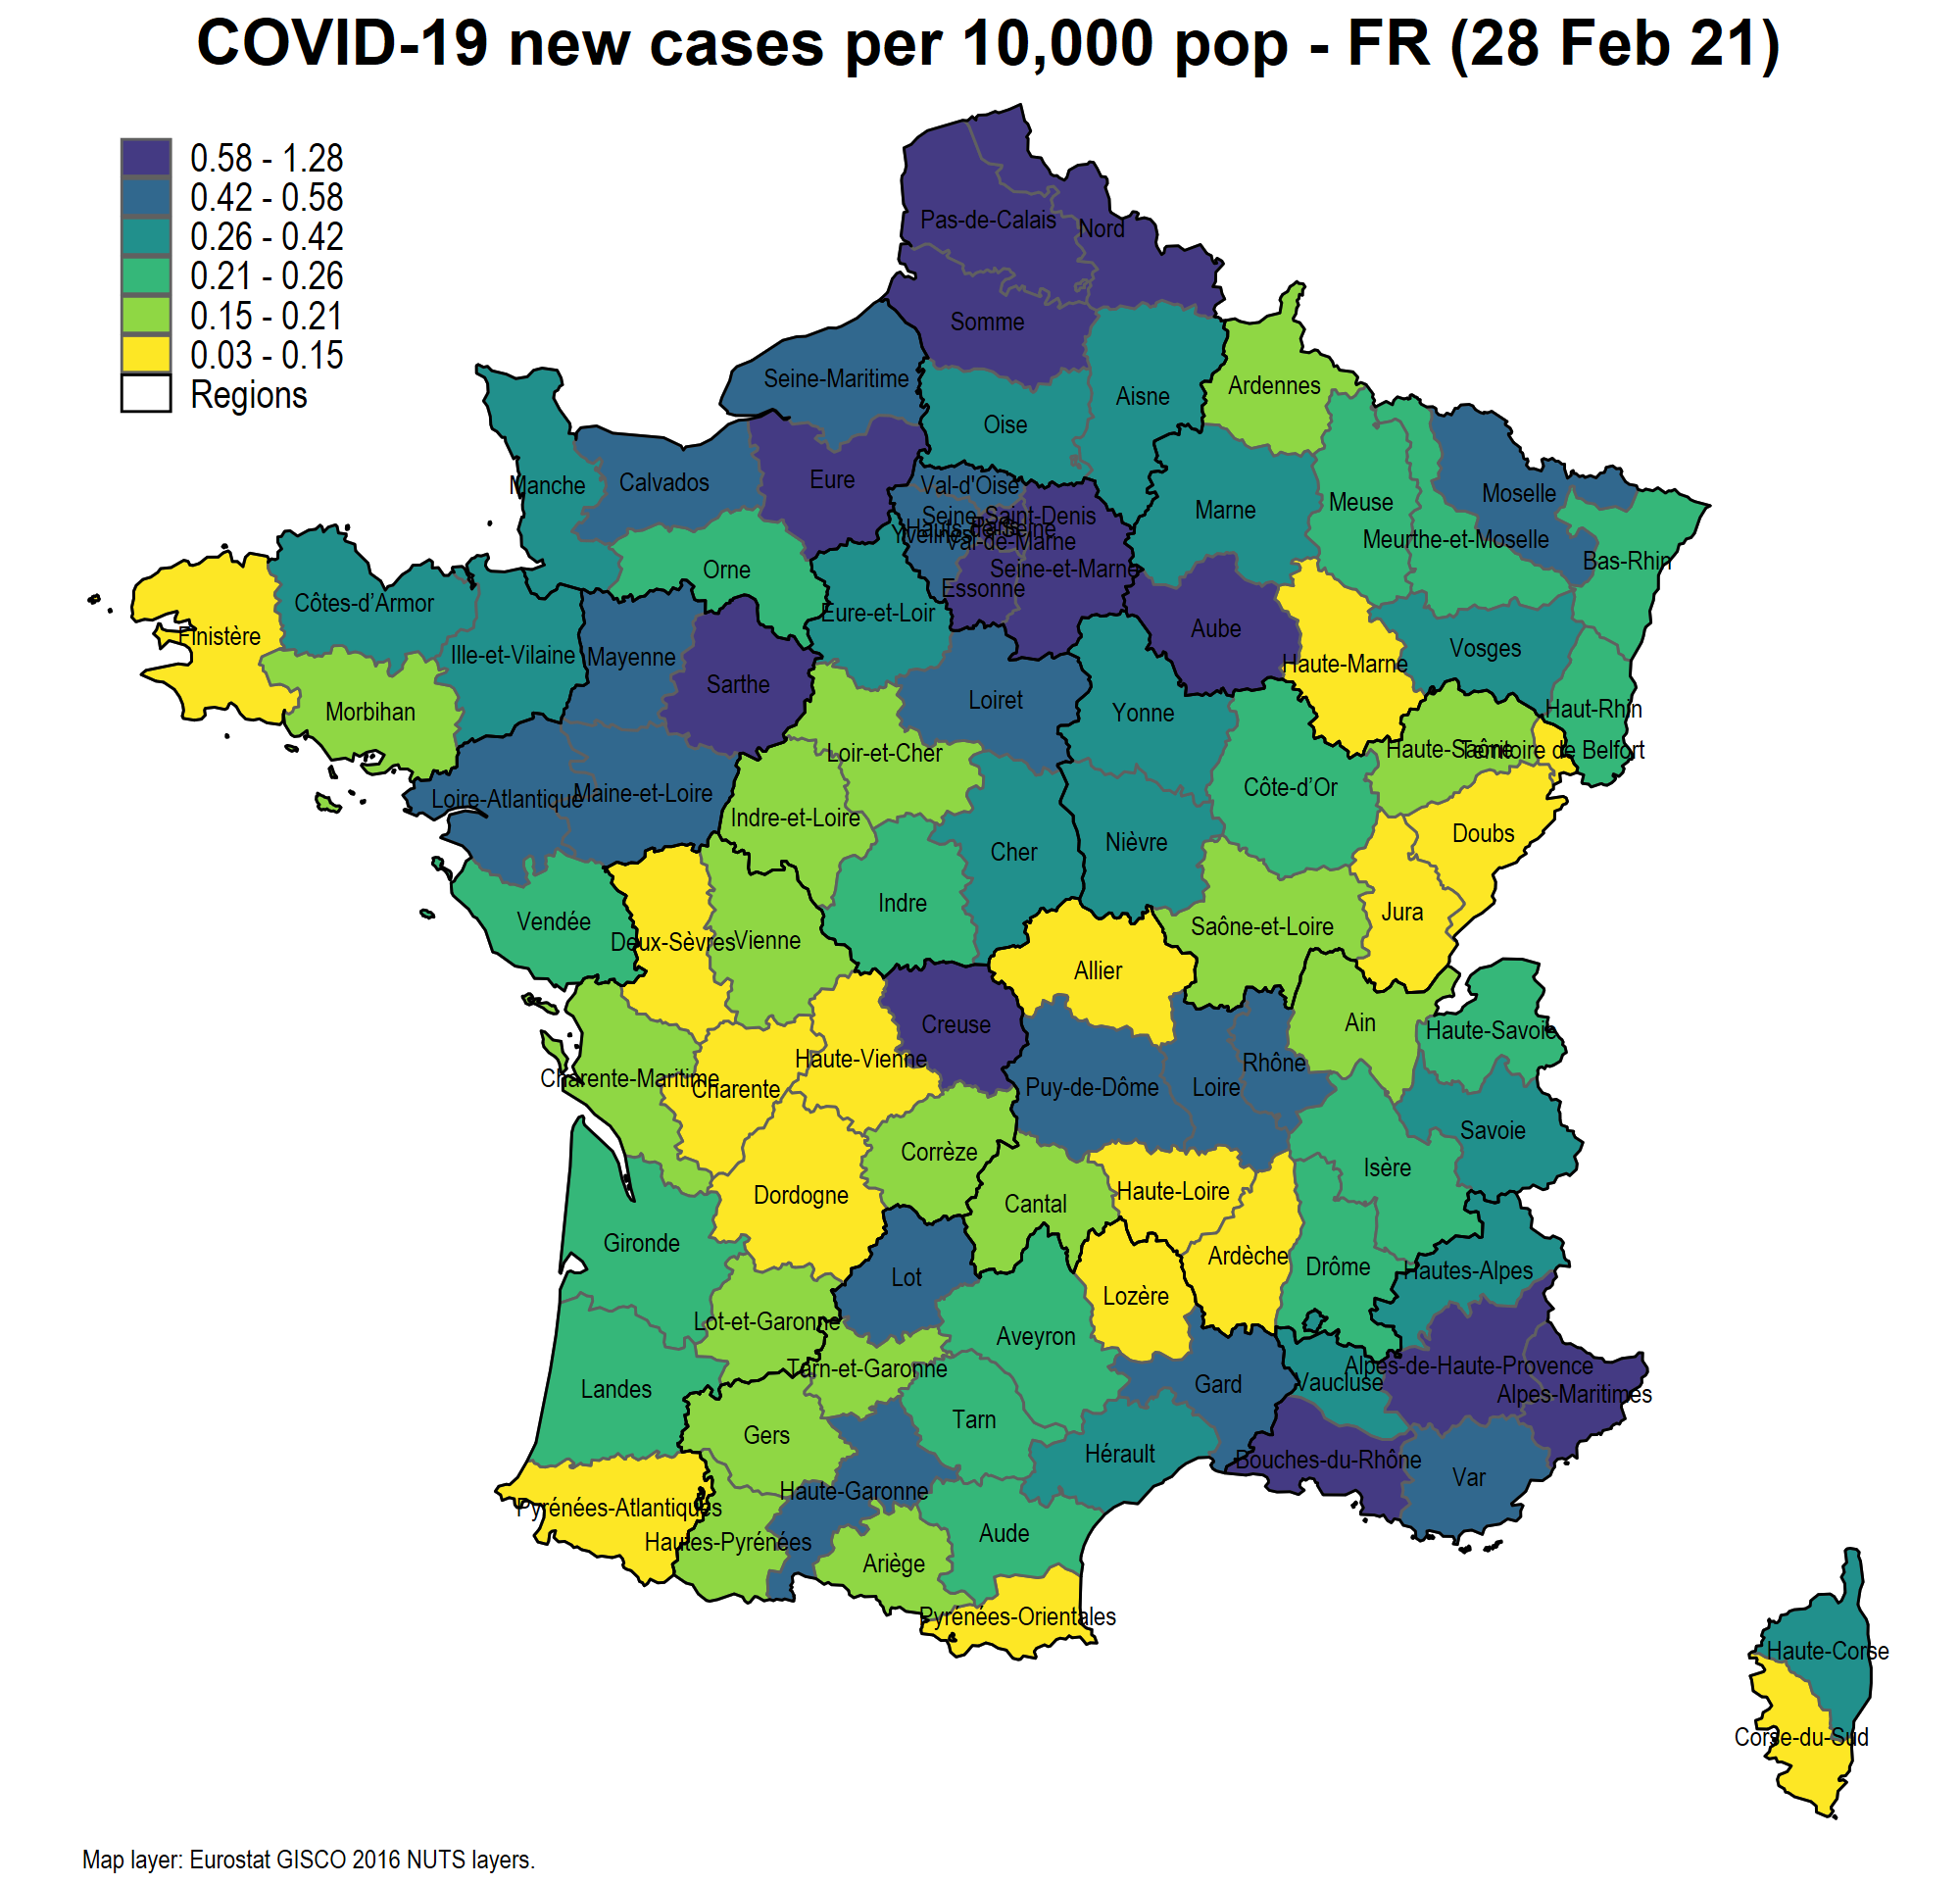 COVID-19 new cases per 10,000 pop - FR (28 Feb 21)
0.58 - 1.28
0.42 - 0.58
0.26 - 0.42
0.21 - 0.26
0.15 - 0.21
0.03 - 0.15
Regions
Pas-de-Calais
Nord
Somme
Seine-Maritime
Ardennes
Aisne
Oise
Manche
Calvados
Eure
Val-d'Oise
Marne
Meuse
Moselle
Seine-Saint-Denis
Hauts-de-Seine
Paris
Yvelines
Val-de-Marne
Meurthe-et-Moselle
Bas-Rhin
Orne
Essonne
Seine-et-Marne
Côtes-d’Armor
Eure-et-Loir
Finistère
Ille-et-Vilaine
Mayenne
Aube
Vosges
Haute-Marne
Sarthe
Morbihan
Loiret
Yonne
Haut-Rhin
Loir-et-Cher
Haute-Saône
Territoire de Belfort
Loire-Atlantique
Maine-et-Loire
Côte-d’Or
Indre-et-Loire
Doubs
Cher
Nièvre
Vendée
Indre
Jura
Deux-Sèvres
Vienne
Saône-et-Loire
Allier
Creuse
Ain
Haute-Savoie
Haute-Vienne
Rhône
Charente-Maritime
Charente
Puy-de-Dôme
Loire
Savoie
Corrèze
Isère
Dordogne
Cantal
Haute-Loire
Gironde
Lot
Ardèche
Drôme
Hautes-Alpes
Lozère
Lot-et-Garonne
Aveyron
Tarn-et-Garonne
Alpes-de-Haute-Provence
Landes
Gard
Vaucluse
Alpes-Maritimes
Gers
Tarn
Hérault
Bouches-du-Rhône
Var
Haute-Garonne
Pyrénées-Atlantiques
Hautes-Pyrénées
Aude
Ariège
Pyrénées-Orientales
Haute-Corse
Corse-du-Sud
Map layer: Eurostat GISCO 2016 NUTS layers.